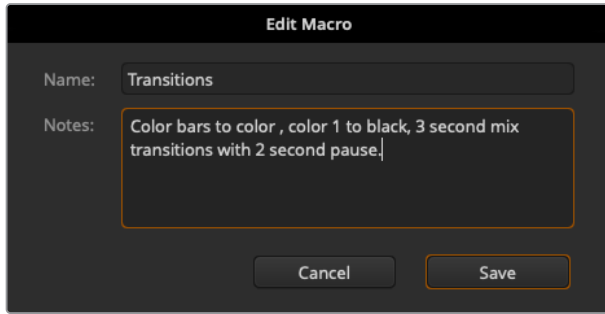 Edit Macro
Name: Transitions
Notes: Color bars to color , color 1 to black, 3 second mix
transitions with 2 second pause.
Cancel Save